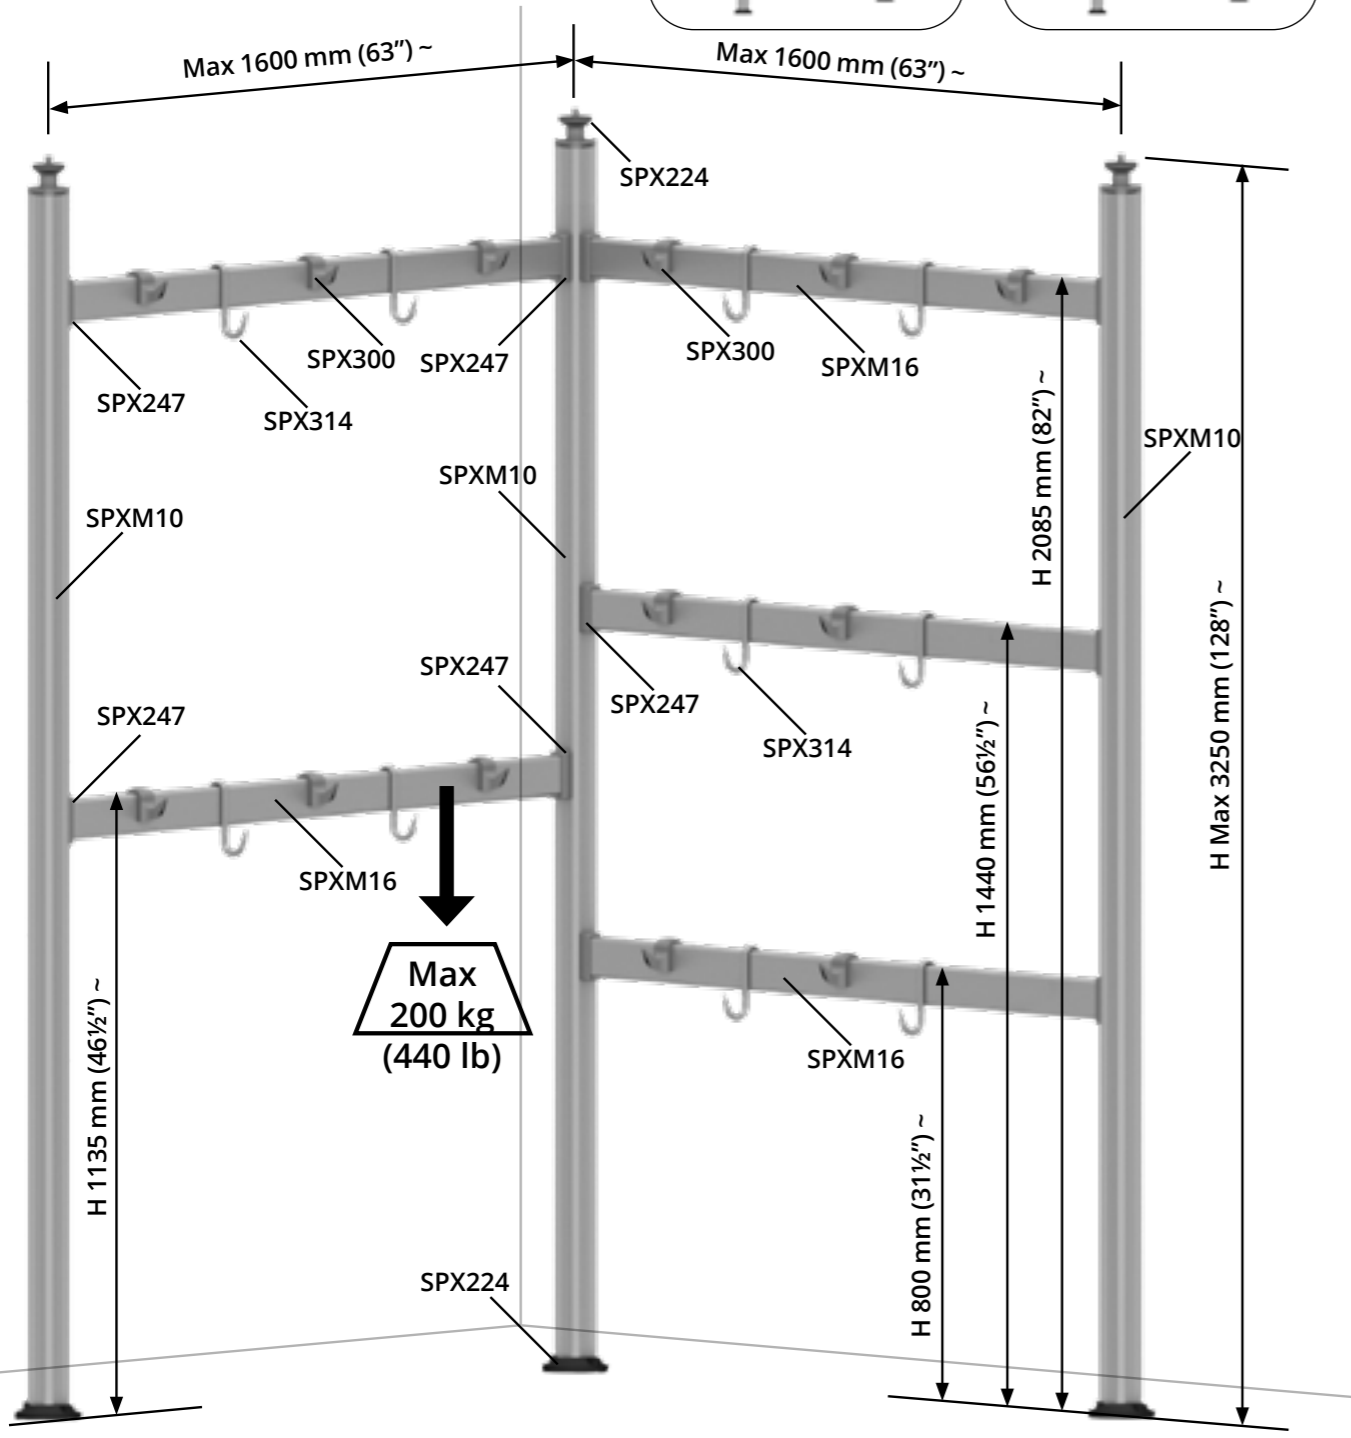 Max 1600 mm (63”) ~
Max 1600 mm (63”) ~
SPX224
SPX300
SPX247
SPX300
SPXM16
SPX247
SPX314
SPXM10
SPXM10
SPXM10
H 2085 mm (82”) ~
H Max 3250 mm (128”) ~
SPX247
SPX247
SPX247
SPX314
H 1440 mm (56½”) ~
SPXM16
Max
200 kg
(440 lb)
SPXM16
H 1135 mm (46½”) ~
H 800 mm (31½”) ~
SPX224